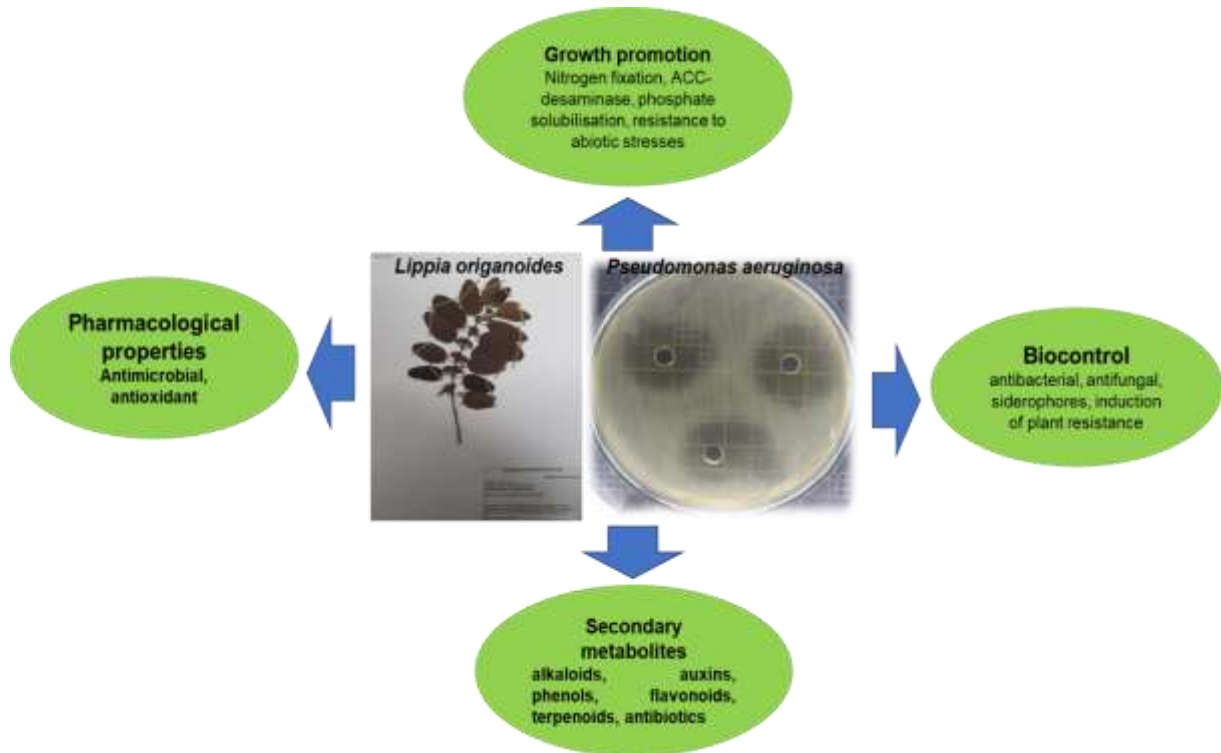 Growth promotion
Nitrogen fixation, ACC-
desaminase, phosphate
solubilisation, resistance to
abiotic stresses
Lippia origanoides
Pseudomonas aeruginosa
Pharmacological
properties
Antimicrobial,
antioxidant
Biocontrol
antibacterial, antifungal,
siderophores, induction
of plant resistance
Secondary
metabolites
alkaloids, auxins,
phenols, flavonoids,
terpenoids, antibiotics